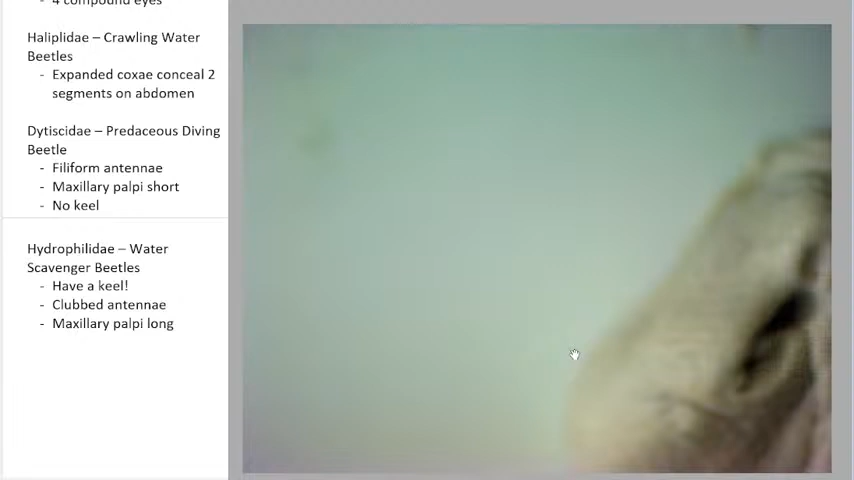 - 4 compound eyes
Haliplidae – Crawling Water
Beetles
- Expanded coxae conceal 2
segments on abdomen
Dytiscidae – Predaceous Diving
Beetle
- Filiform antennae
- Maxillary palpi short
- No keel
Hydrophilidae – Water
Scavenger Beetles
- Have a keel!
- Clubbed antennae
- Maxillary palpi long